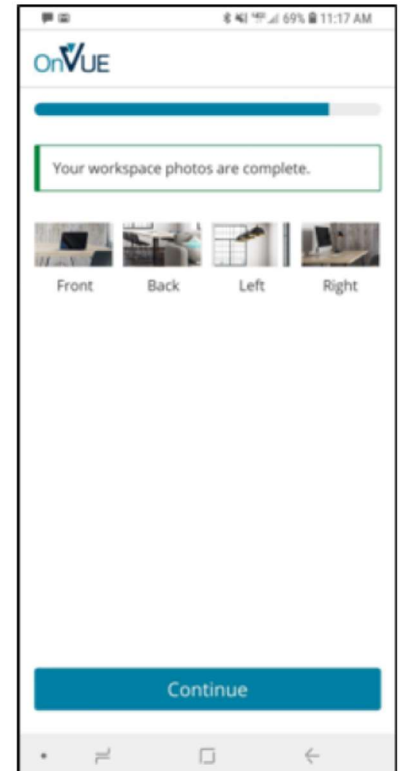 69% 11:17 AM
OnVUE
Your workspace photos are complete.
Front Back Left Right
Continue